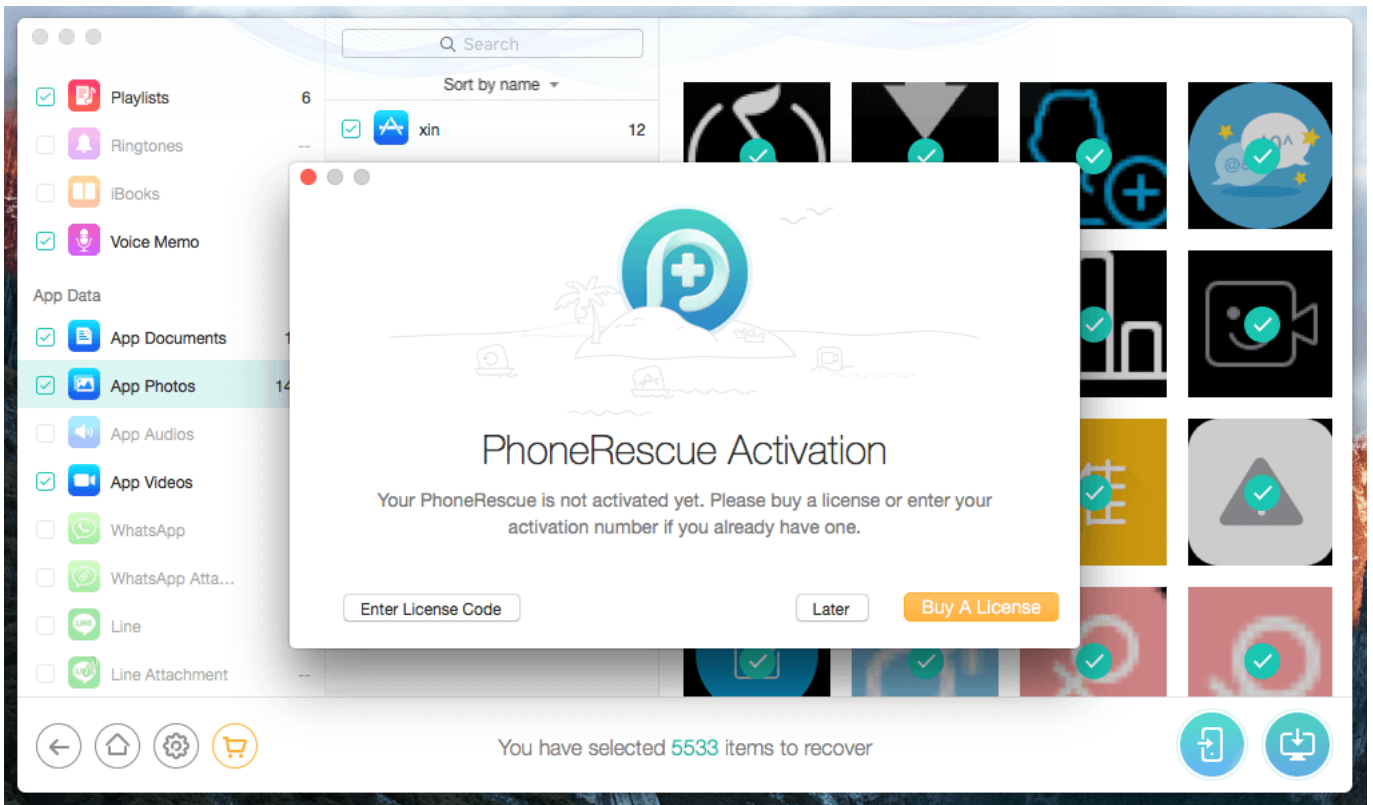 Search
Sort by name
Playlists 6
Ringtones --
iBooks
Voice Memo
App Data
App Documents 1
App Photos 14
App Audios
App Videos
WhatsApp
WhatsApp Atta...
Line
Line Attachment --
xin 12
PhoneRescue Activation
Your PhoneRescue is not activated yet. Please buy a license or enter your
activation number if you already have one.
Enter License Code
Later
Buy A License
You have selected 5533 items to recover